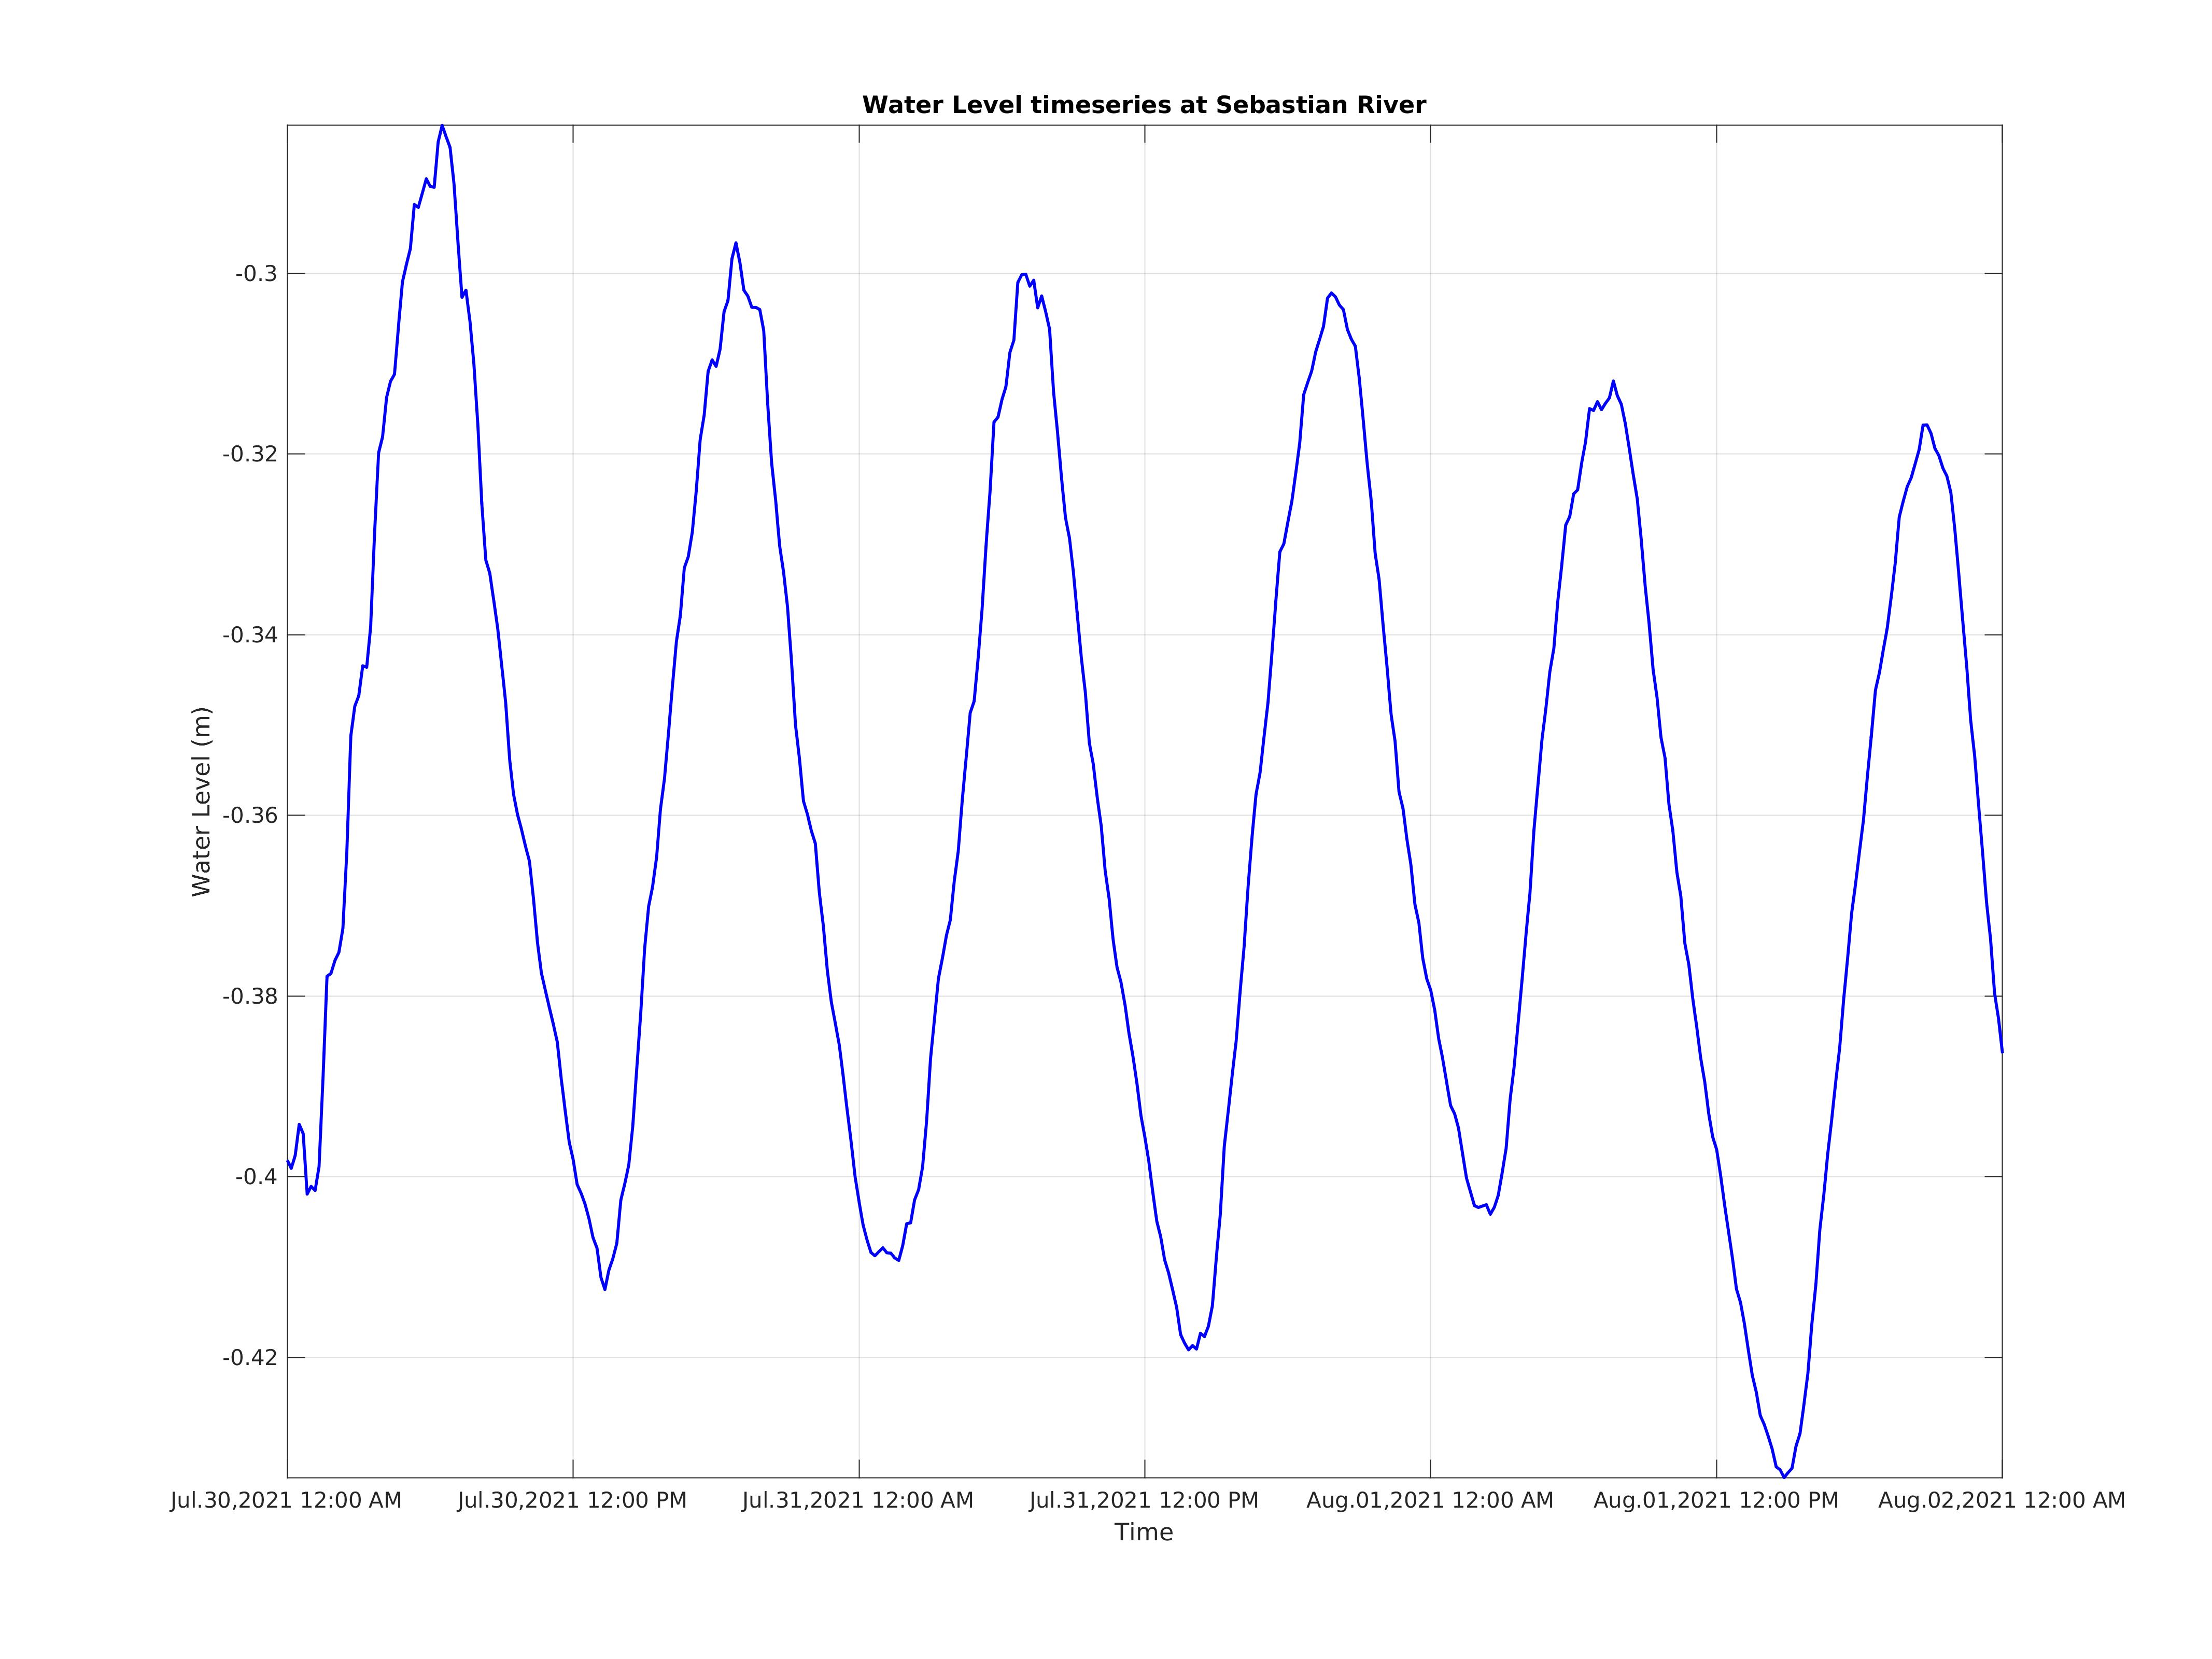 Water Level timeseries at Sebastian River
-0.3
-0.32
-0.34
-0.36
-0.38
-0.4
-0.42
Water Level (m)
Jul.30,2021 12:00 AM
Jul.30,2021 12:00 PM
Jul.31,2021 12:00 AM
Jul.31,2021 12:00 PM
Aug.01,2021 12:00 AM
Aug.01,2021 12:00 PM
Aug.02,2021 12:00 AM
Time